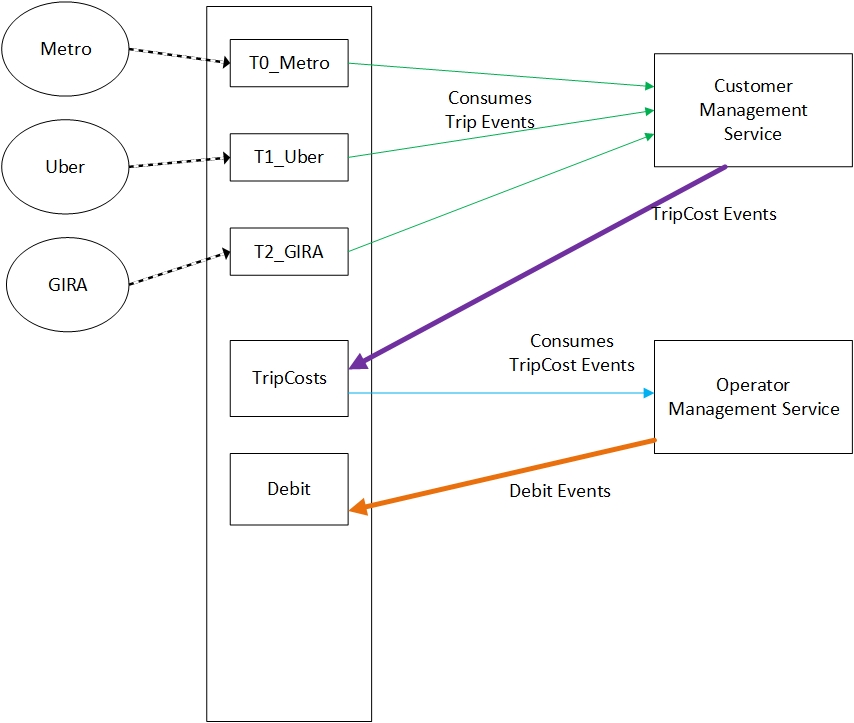 Metro
T0_Metro
Consumes
Trip Events
Customer
Management
Service
Uber
T1_Uber
TripCost Events
GIRA
T2_GIRA
Consumes
TripCost Events
TripCosts
Operator
Management Service
Debit
Debit Events